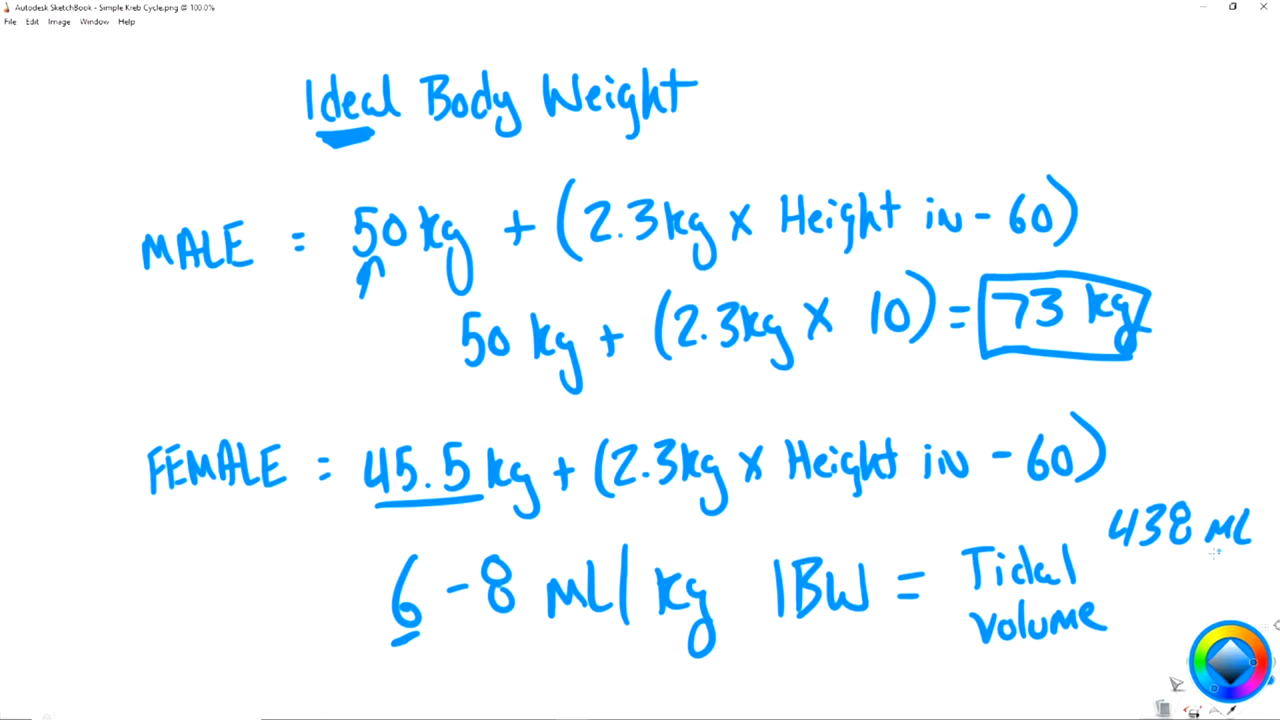 Autodesk SketchBook - Simple Kreb Cycle.png @ 100.0%
File Edit Image Window Help
Ideal Body Weight
MALE = 50 kg + (2.3kg x Height in - 60)
50 kg + (2.3kg x 10) = 73 kg
FEMALE = 45.5 kg + (2.3kg x Height in - 60)
438 ML
6 - 8 ML/kg IBW = Tidal
volume